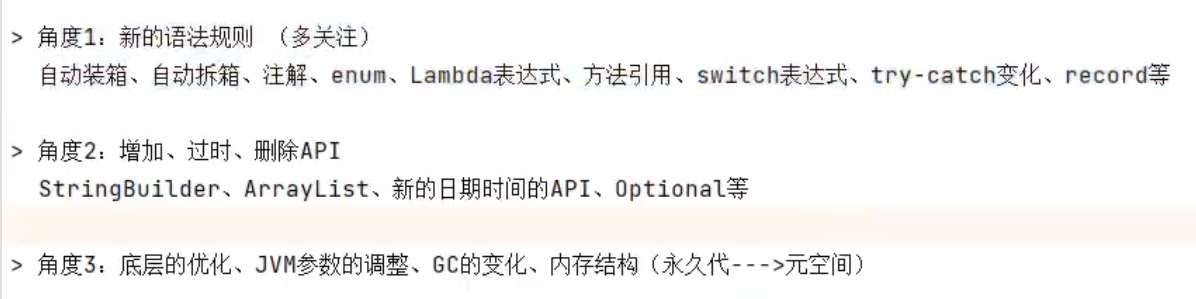 > 角度1：新的语法规则 （多关注）
自动装箱、自动拆箱、注解、enum、Lambda表达式、方法引用、switch表达式、try-catch变化、record等
> 角度2：增加、过时、删除API
StringBuilder、ArrayList、新的日期时间的API、Optional等
> 角度3：底层的优化、JVM参数的调整、GC的变化、内存结构（永久代--->元空间）